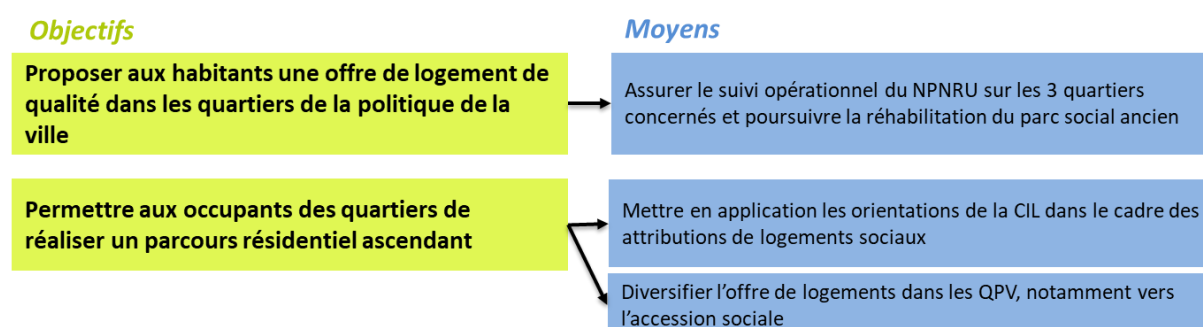 Objectifs
Moyens
Proposer aux habitants une offre de logement de
qualité dans les quartiers de la politique de la
ville
Assurer le suivi opérationnel du NPNRU sur les 3 quartiers
concernés et poursuivre la réhabilitation du parc social ancien
Permettre aux occupants des quartiers de
réaliser un parcours résidentiel ascendant
Mettre en application les orientations de la CIL dans le cadre des
attributions de logements sociaux
Diversifier l’offre de logements dans les QPV, notamment vers
l’accession sociale